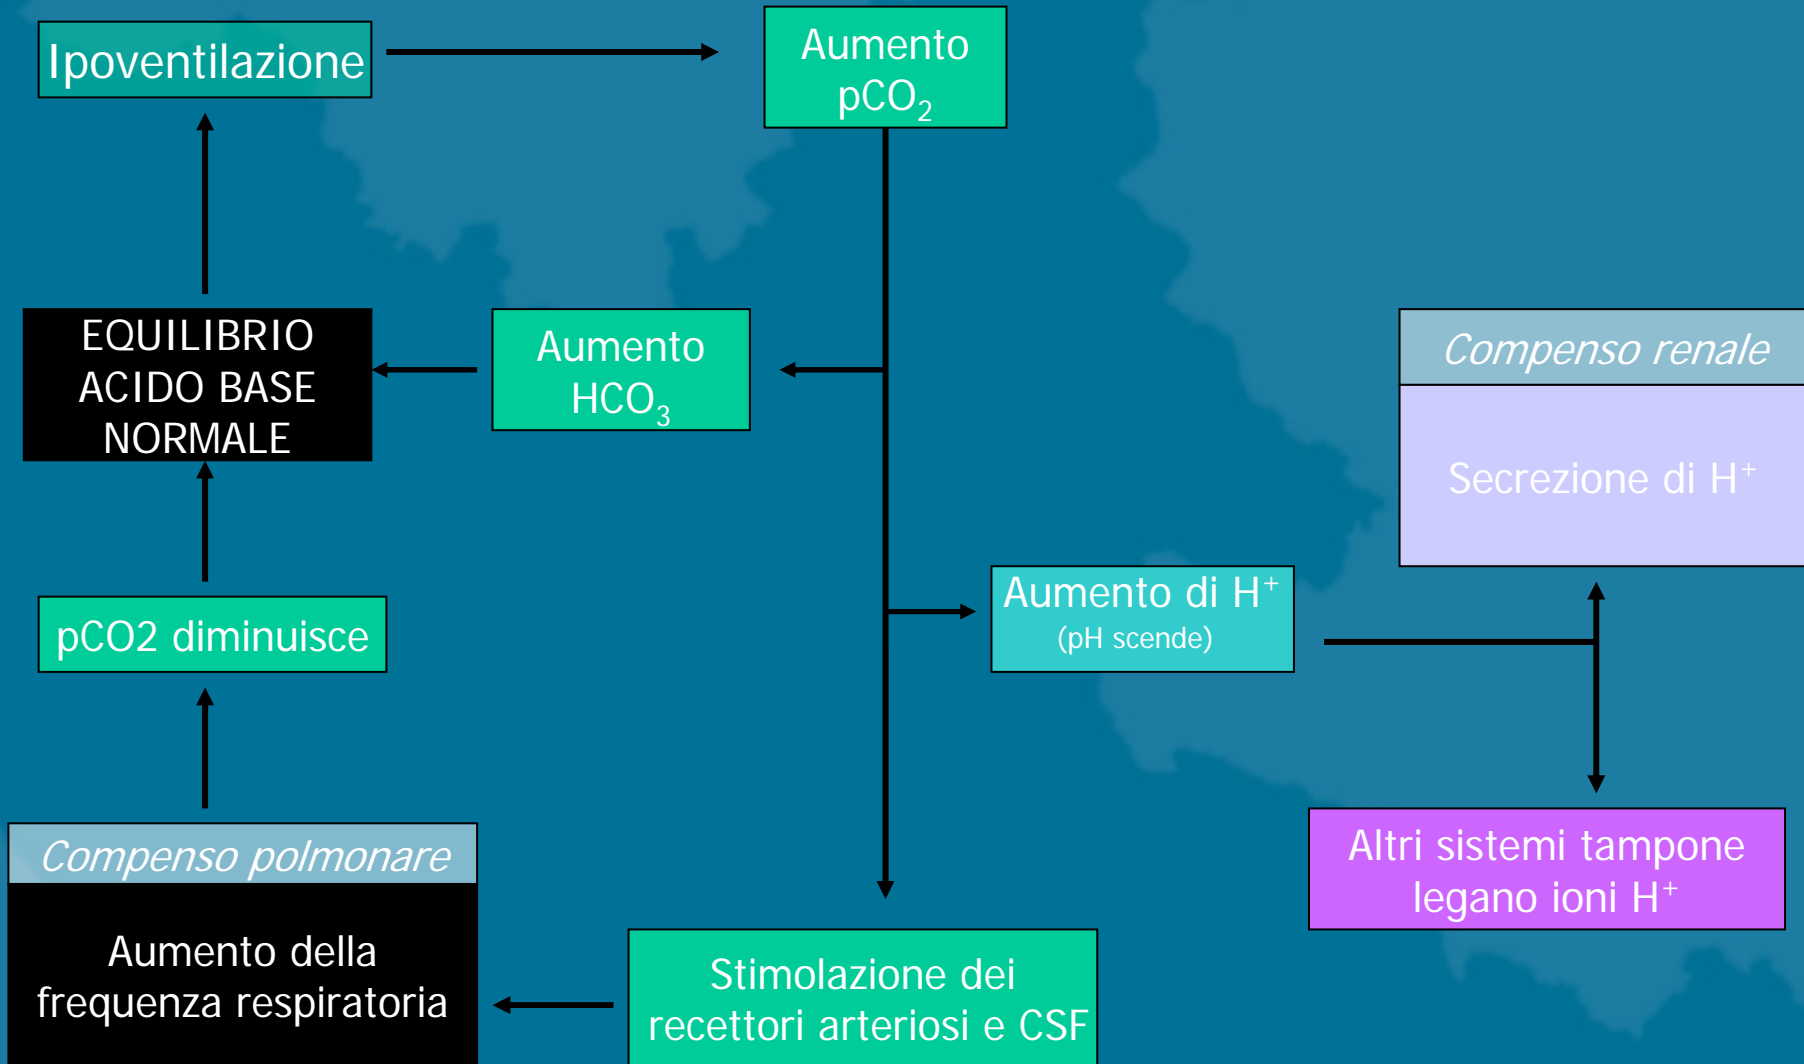 Ipoventilazione
Aumento
pCO₂
EQUILIBRIO
ACIDO BASE
NORMALE
Aumento
HCO₃
Compenso renale
Secrezione di H⁺
pCO2 diminuisce
Aumento di H⁺
(pH scende)
Compenso polmonare
Aumento della
frequenza respiratoria
Stimolazione dei
recettori arteriosi e CSF
Altri sistemi tampone
legano ioni H⁺